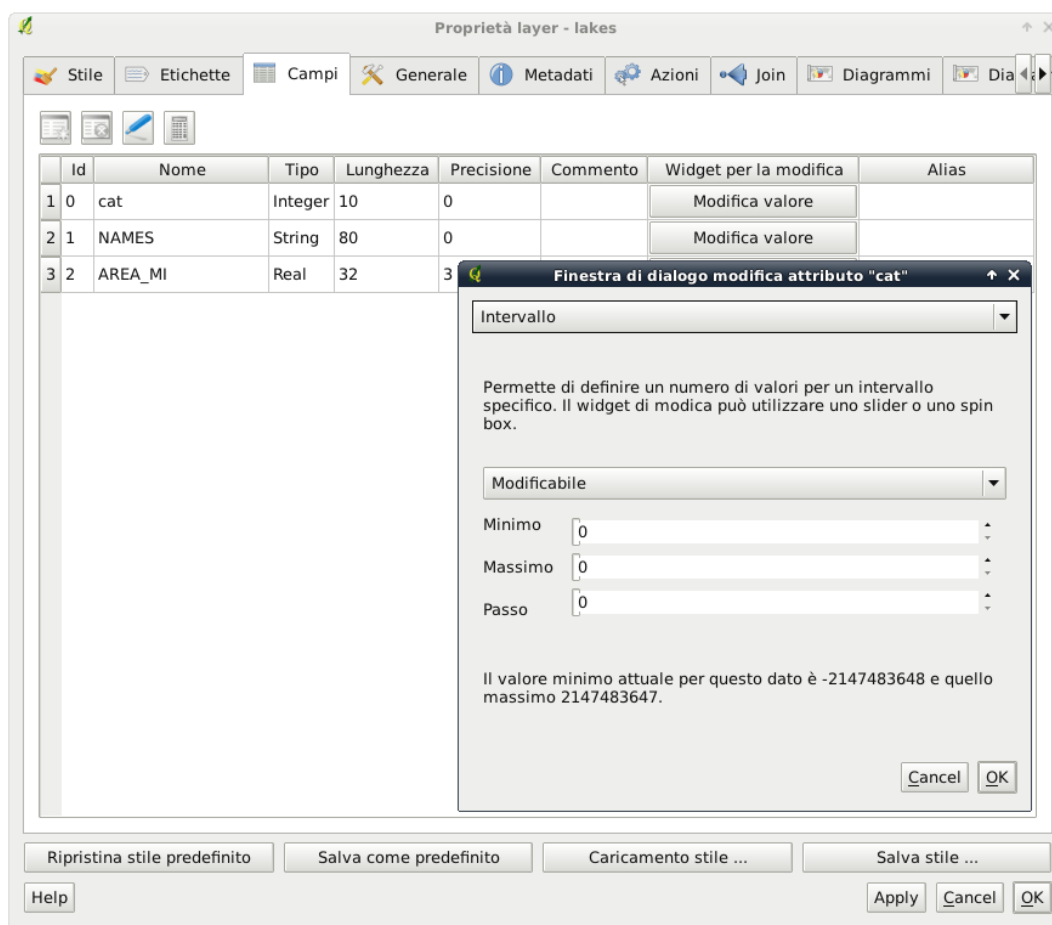 Proprietà layer - lakes
Stile Etichette Campi Generale Metadati Azioni Join Diagrammi Dia
Id Nome Tipo Lunghezza Precisione Commento Widget per la modifica Alias
1 0 cat Integer 10 0 Modifica valore
2 1 NAMES String 80 0 Modifica valore
3 2 AREA_MI Real 32 3
Finestra di dialogo modifica attributo "cat"
Intervallo
Permette di definire un numero di valori per un intervallo
specifico. Il widget di modica può utilizzare uno slider o uno spin
box.
Modificabile
Minimo 0
Massimo 0
Passo 0
Il valore minimo attuale per questo dato è -2147483648 e quello
massimo 2147483647.
Cancel OK
Ripristina stile predefinito Salva come predefinito Caricamento stile ... Salva stile ...
Help Apply Cancel OK